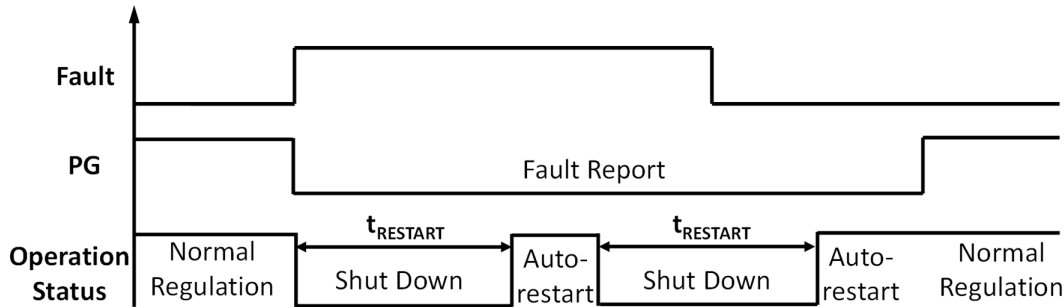 Fault
PG
Fault Report
Operation
Status
Normal
Regulation
tRESTART
Shut Down
Auto-
restart
tRESTART
Shut Down
Auto-
restart
Normal
Regulation